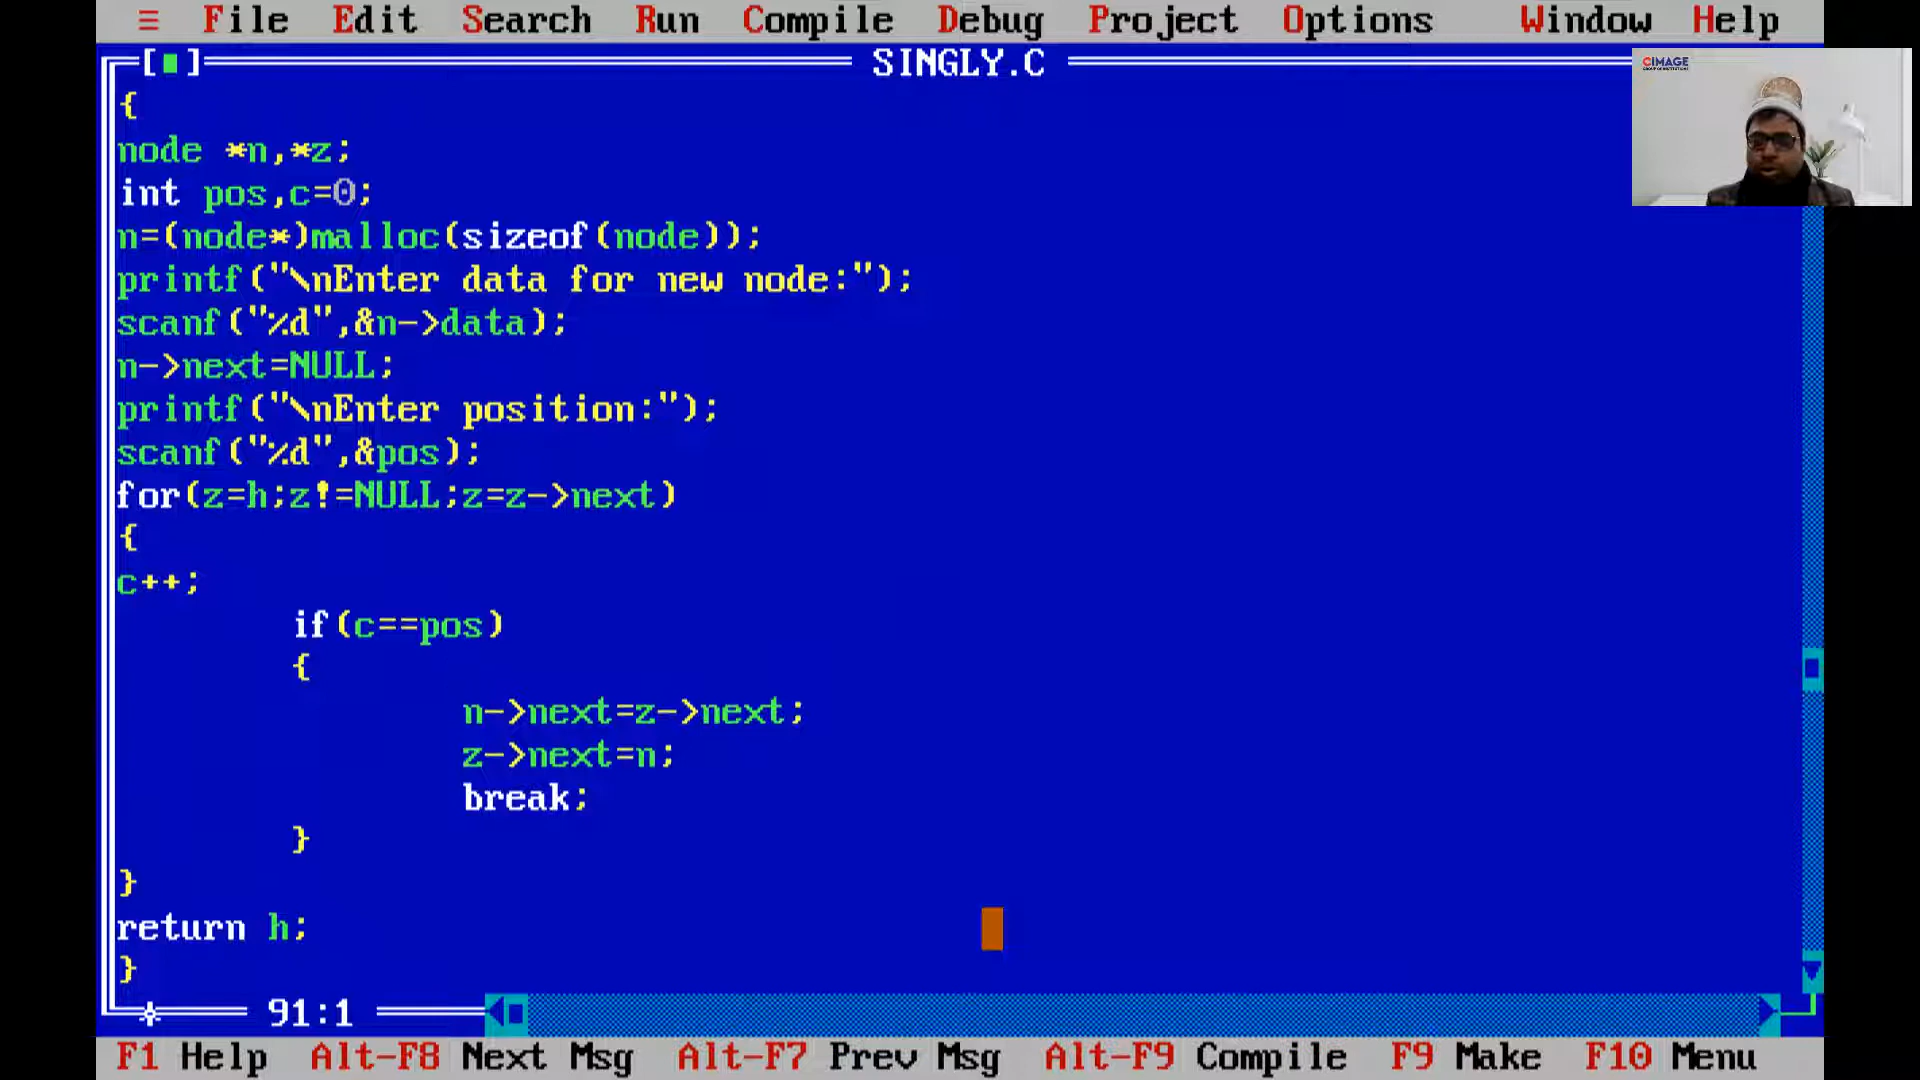 ≡ File Edit Search Run Compile Debug Project Options Window Help
[■] SINGLY.C
CIMAGE
{
node *n,*z;
int pos,c=0;
n=(node*)malloc(sizeof(node));
printf("\nEnter data for new node:");
scanf("%d",&n->data);
n->next=NULL;
printf("\nEnter position:");
scanf("%d",&pos);
for(z=h;z!=NULL;z=z->next)
{
c++;
if(c==pos)
{
n->next=z->next;
z->next=n;
break;
}
}
return h;
}
91:1
F1 Help Alt-F8 Next Msg Alt-F7 Prev Msg Alt-F9 Compile F9 Make F10 Menu